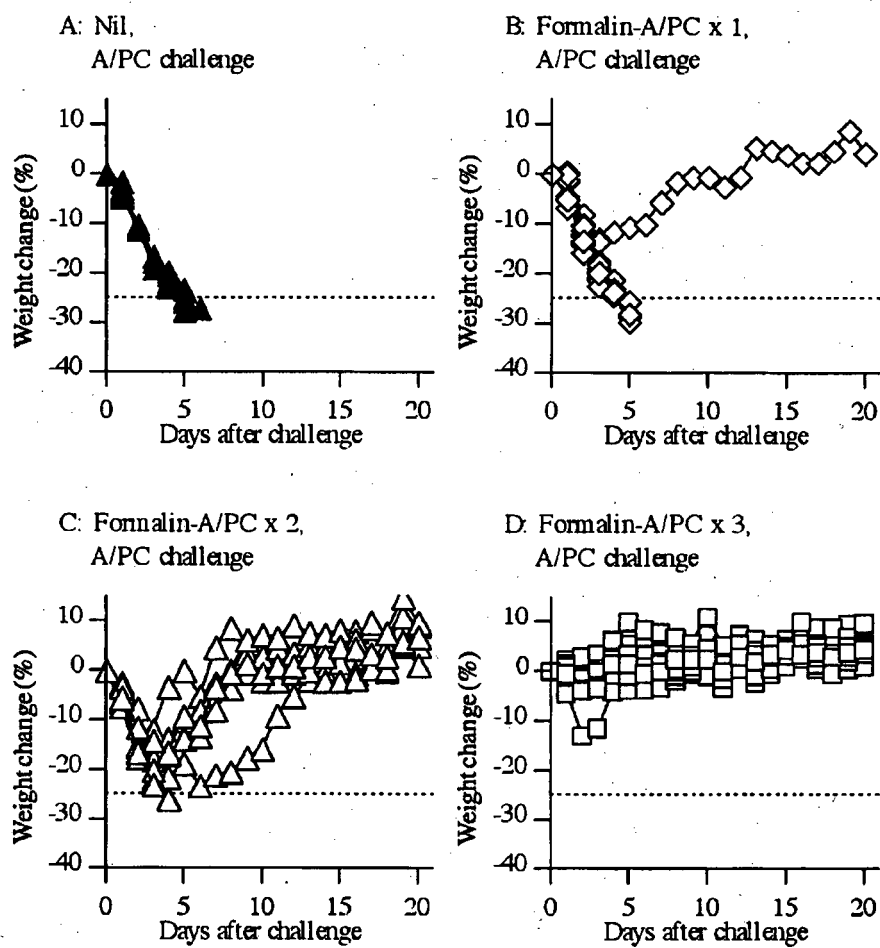 A: Nil,
A/PC challenge
10
0
-10
-20
-30
-40
Weight change (%)
0 5 10 15 20
Days after challenge
B: Formalin-A/PC x 1,
A/PC challenge
10
0
-10
-20
-30
-40
Weight change (%)
0 5 10 15 20
Days after challenge
C: Formalin-A/PC x 2,
A/PC challenge
10
0
-10
-20
-30
-40
Weight change (%)
0 5 10 15 20
Days after challenge
D: Formalin-A/PC x 3,
A/PC challenge
10
0
-10
-20
-30
-40
Weight change (%)
0 5 10 15 20
Days after challenge